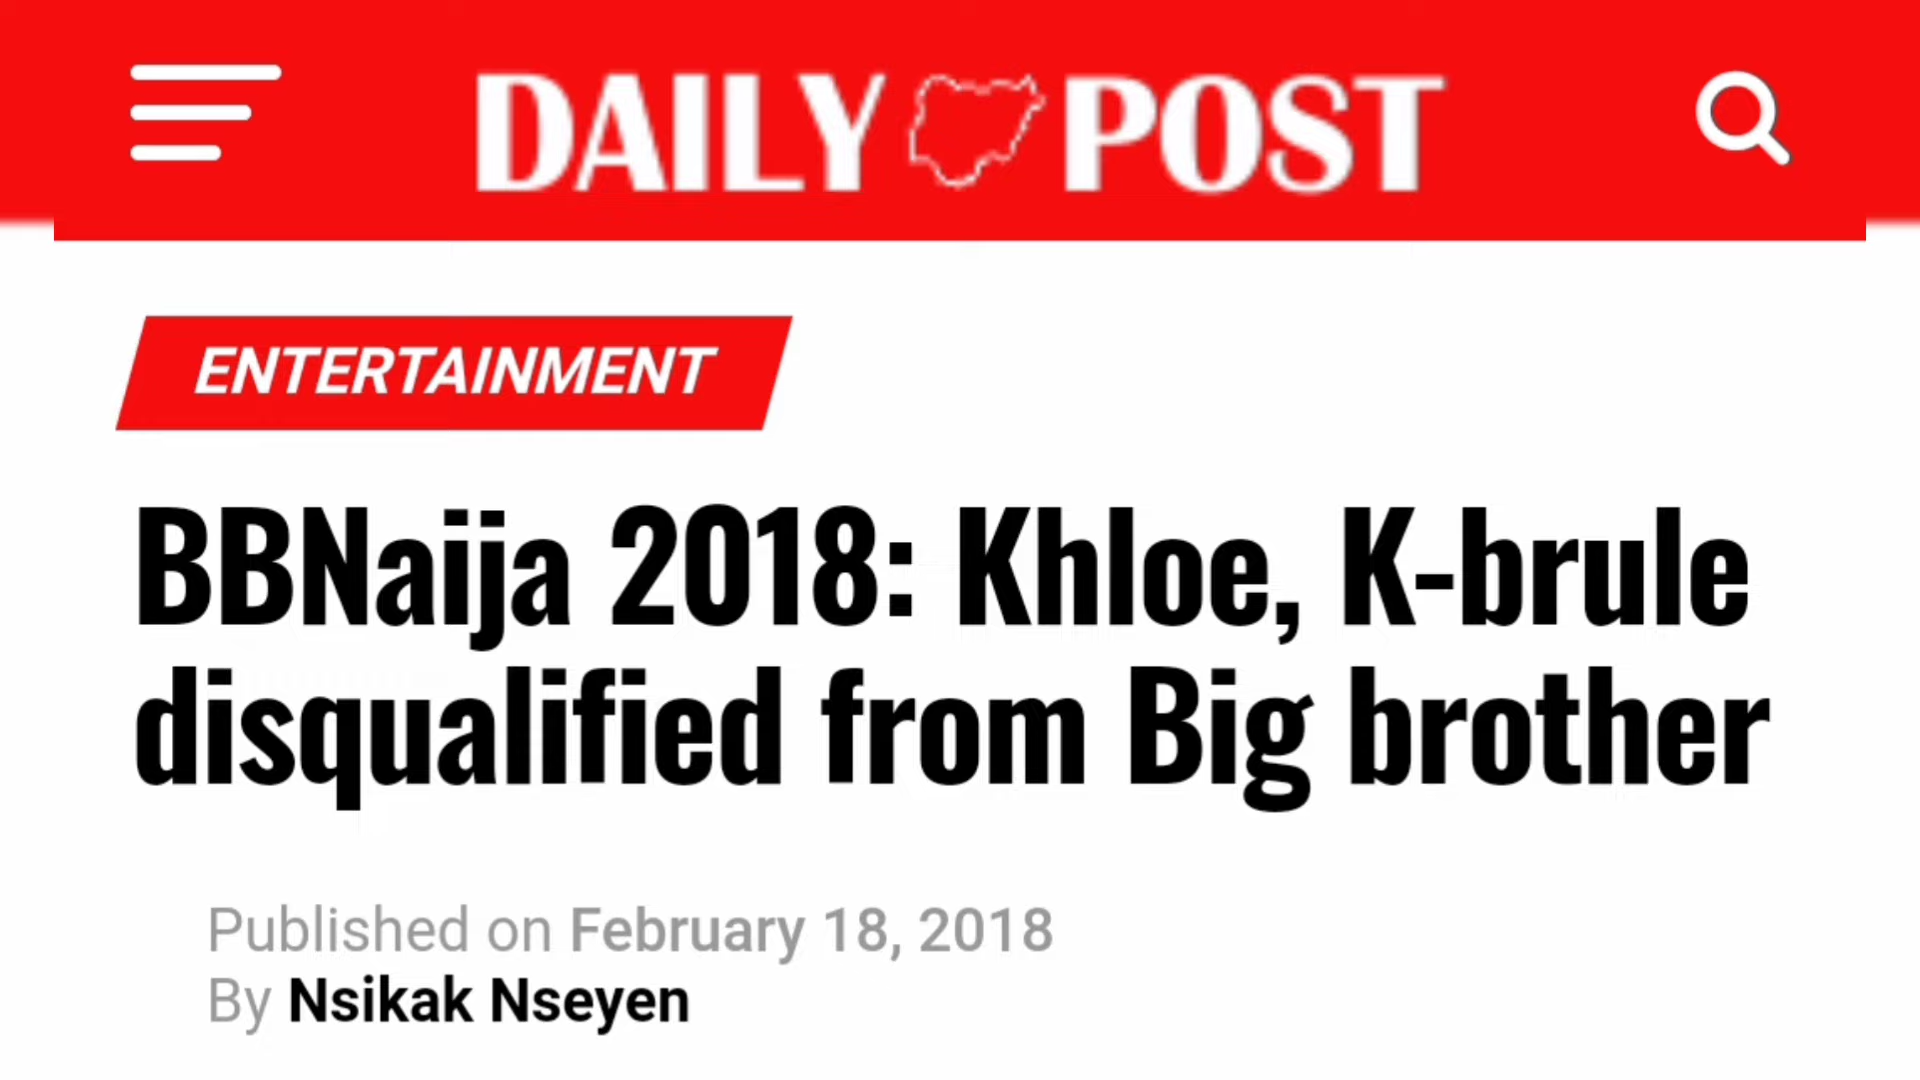 DAILY POST
ENTERTAINMENT
BBNaija 2018: Khloe, K-brule
disqualified from Big brother
Published on February 18, 2018
By Nsikak Nseyen